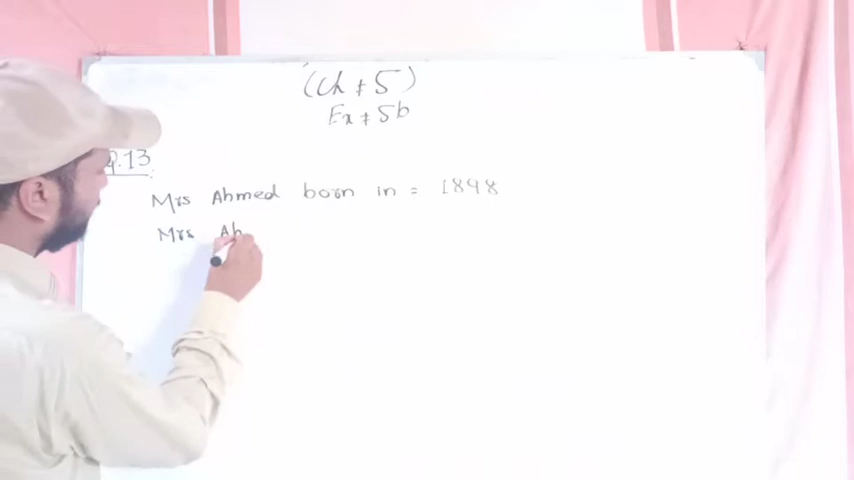 (Ch # 5)
Ex # 5b
Q.13
Mrs Ahmed born in = 1898
Mrs Ah